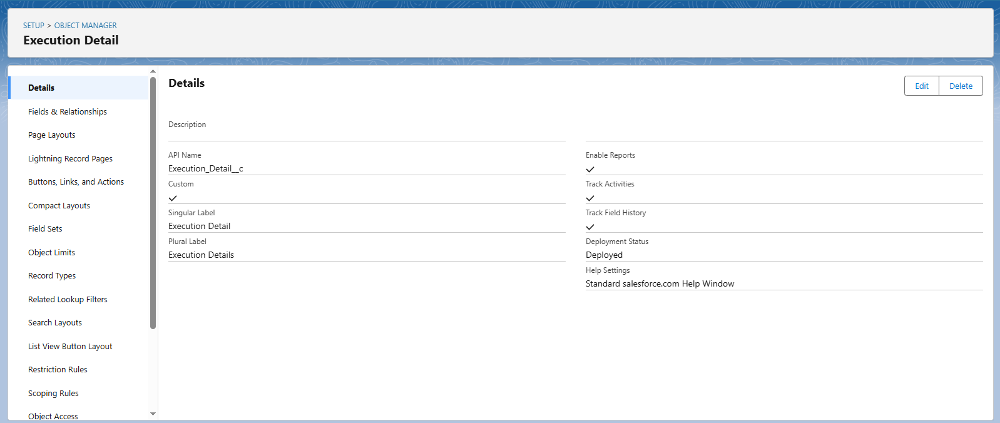 SETUP > OBJECT MANAGER
Execution Detail
Details
Fields & Relationships
Page Layouts
Lightning Record Pages
Buttons, Links, and Actions
Compact Layouts
Field Sets
Object Limits
Record Types
Related Lookup Filters
Search Layouts
List View Button Layout
Restriction Rules
Scoping Rules
Object Access
Details
Edit
Delete
Description
API Name
Execution_Detail__c
Custom
Singular Label
Execution Detail
Plural Label
Execution Details
Enable Reports
Track Activities
Track Field History
Deployment Status
Deployed
Help Settings
Standard salesforce.com Help Window